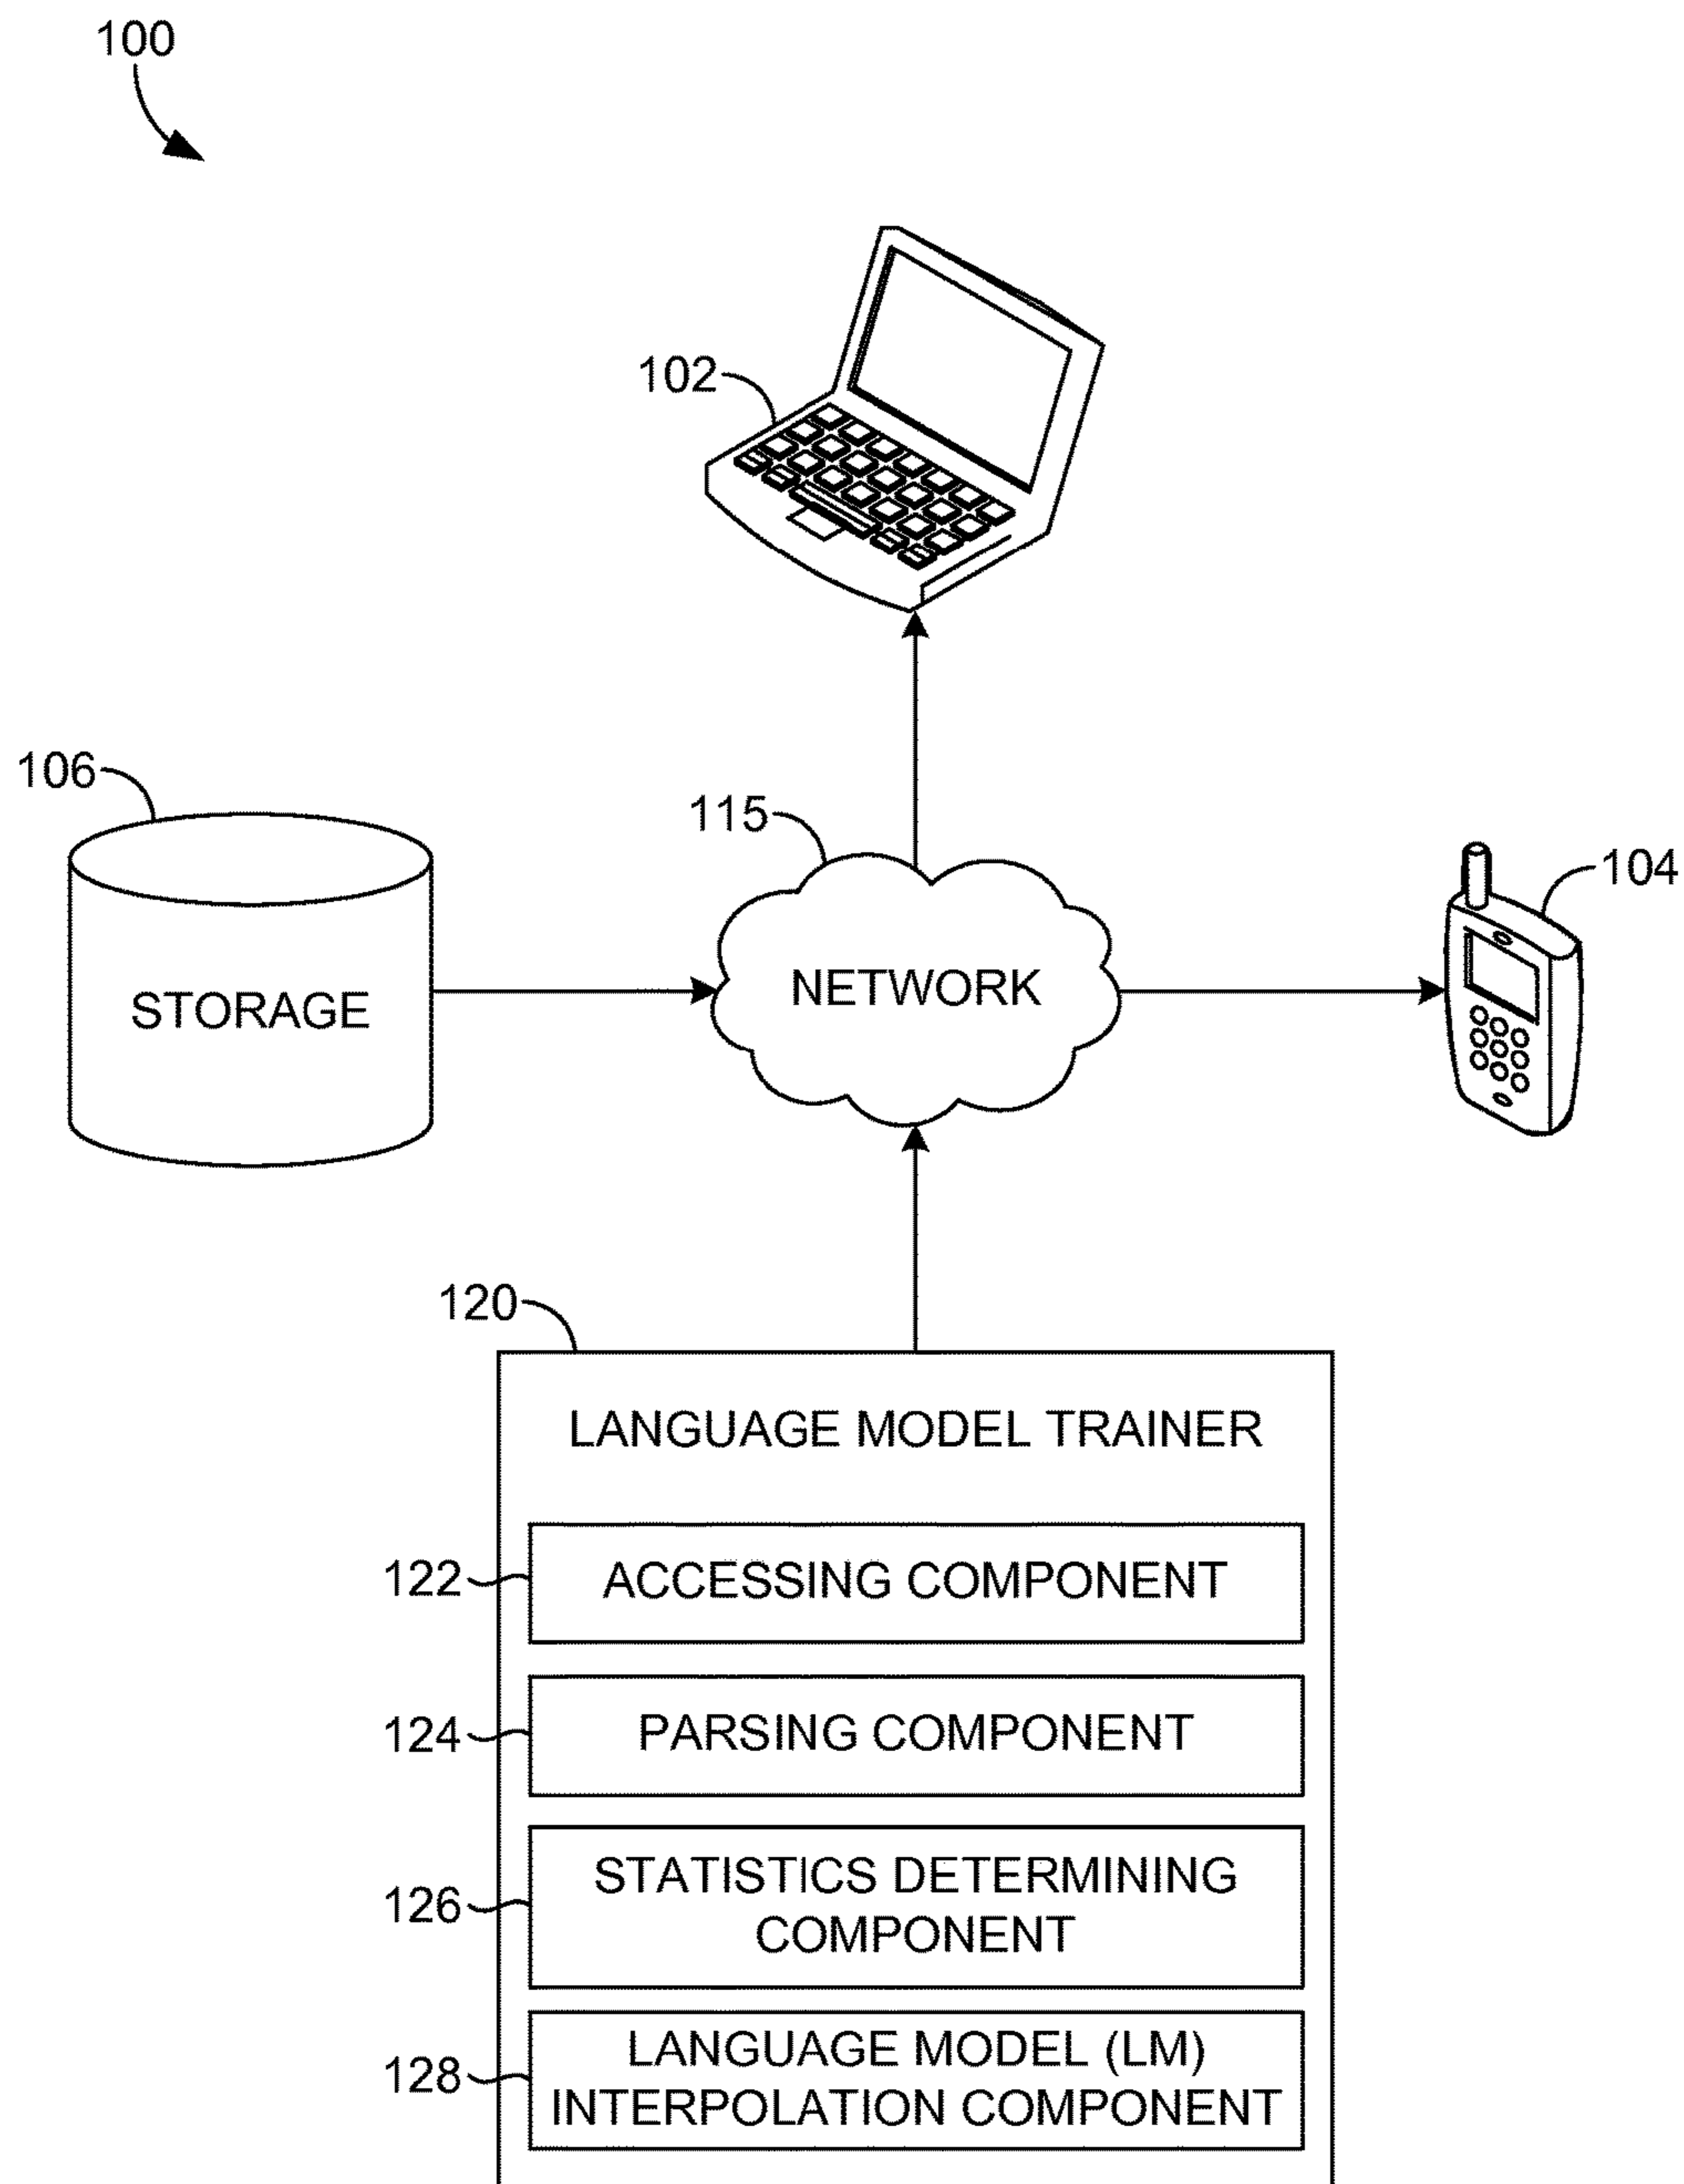 100
102
106
115
104
STORAGE
NETWORK
120
LANGUAGE MODEL TRAINER
122
ACCESSING COMPONENT
124
PARSING COMPONENT
126
STATISTICS DETERMINING
COMPONENT
128
LANGUAGE MODEL (LM)
INTERPOLATION COMPONENT